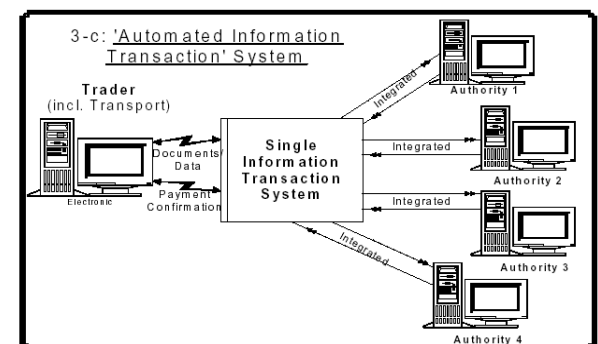 3-c: 'Automated Information
Transaction' System
Trader
(incl. Transport)
Electronic
Documents/
Data
Payment
Confirmation
Single
Information
Transaction
System
Integrated
Authority 1
Integrated
Authority 2
Integrated
Authority 3
Integrated
Authority 4